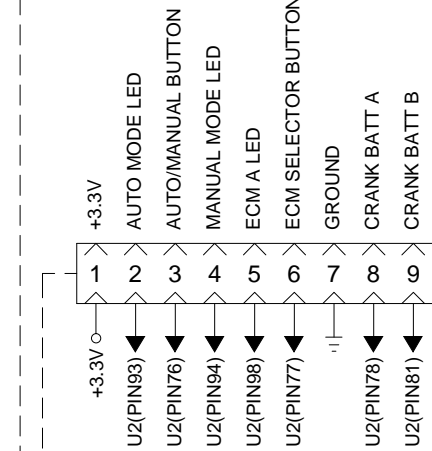 +3.3V
AUTO MODE LED
AUTO/MANUAL BUTTON
MANUAL MODE LED
ECM A LED
ECM SELECTOR BUTTON
GROUND
CRANK BATT A
CRANK BATT B
1 2 3 4 5 6 7 8 9
+3.3V
U2(PIN93)
U2(PIN76)
U2(PIN94)
U2(PIN98)
U2(PIN77)
U2(PIN78)
U2(PIN81)